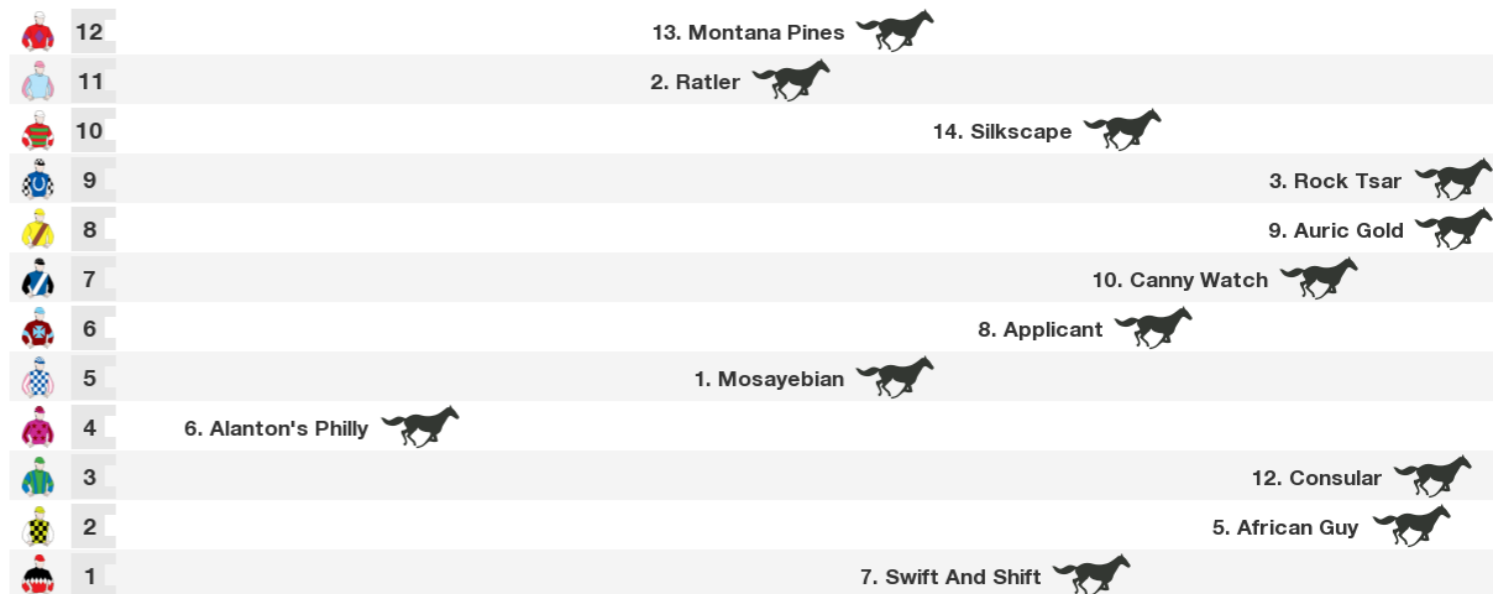 12 13. Montana Pines
11 2. Ratler
10 14. Silkscape
9 3. Rock Tsar
8 9. Auric Gold
7 10. Canny Watch
6 8. Applicant
5 1. Mosayebian
4 6. Alanton's Philly
3 12. Consular
2 5. African Guy
1 7. Swift And Shift